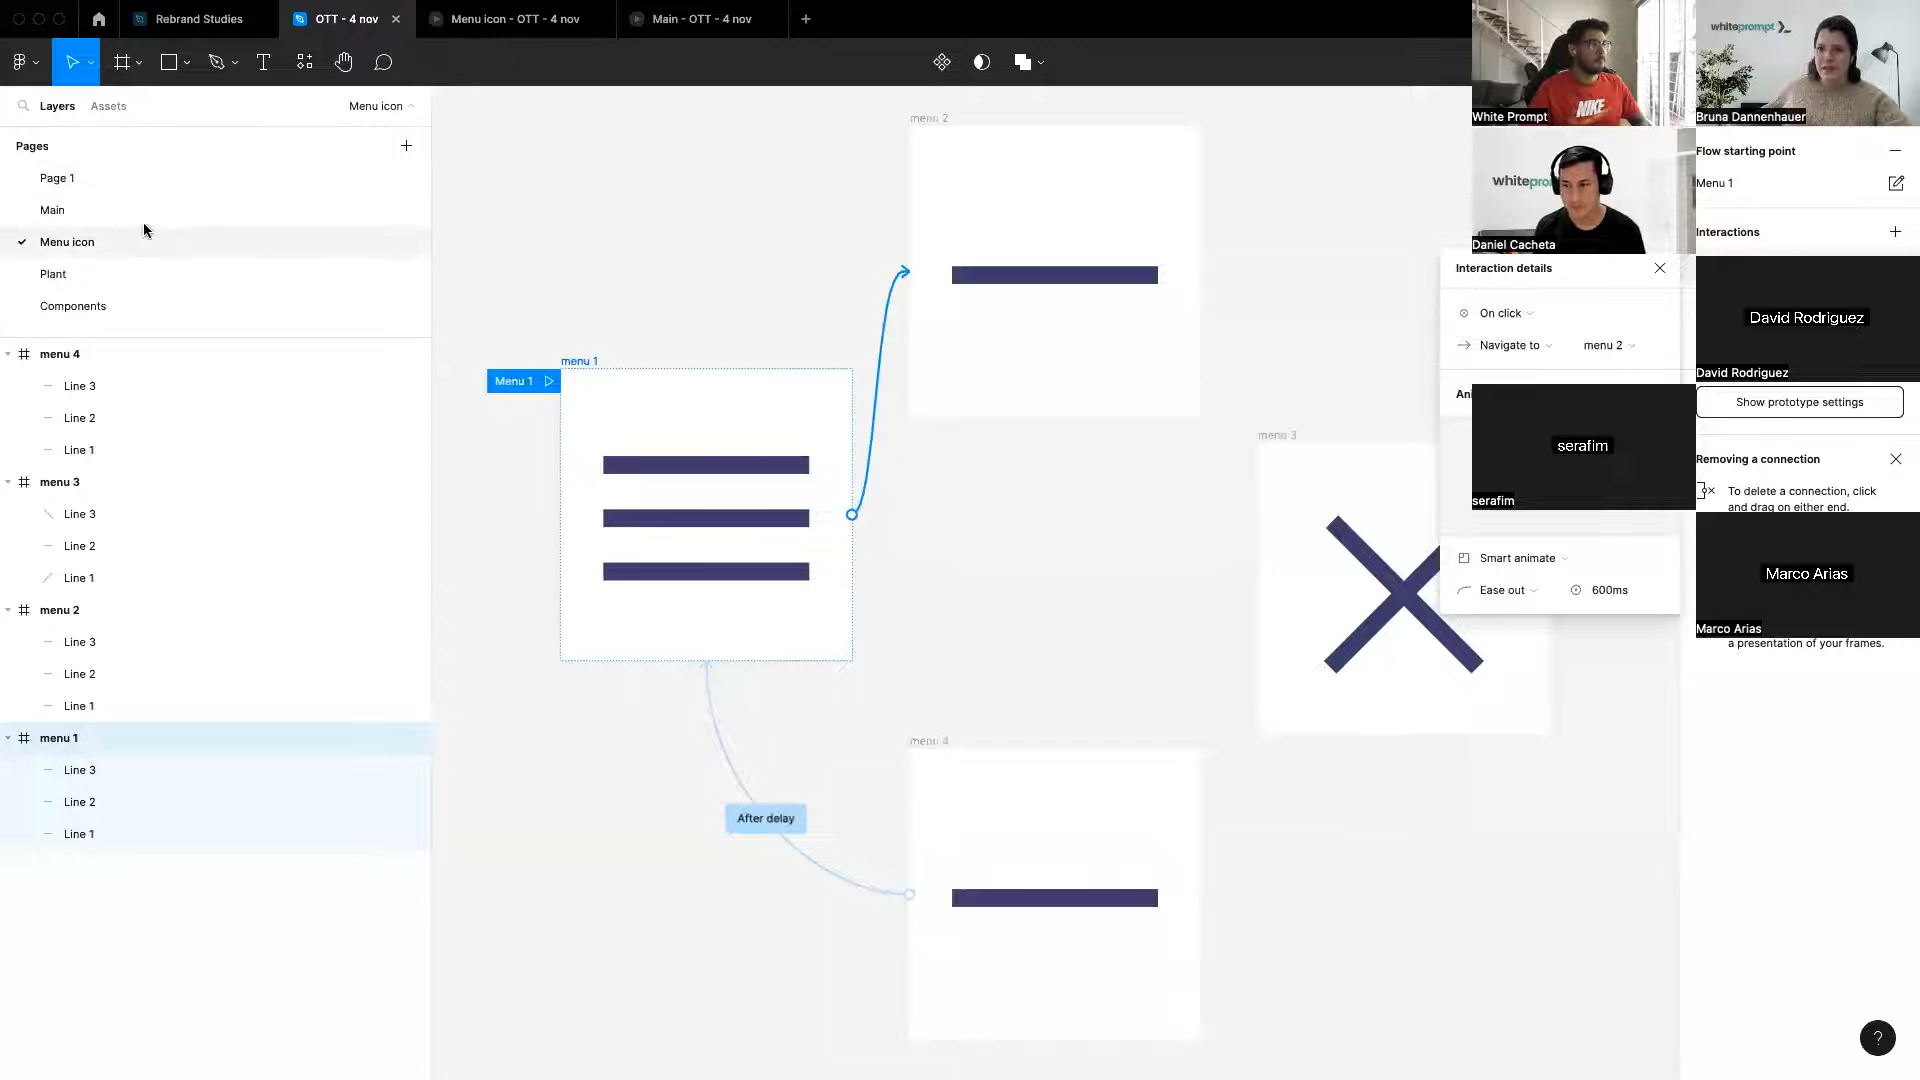 Rebrand Studies
OTT - 4 nov
Menu icon - OTT - 4 nov
Main - OTT - 4 nov
Layers
Assets
Menu icon
Pages
Page 1
Main
Menu icon
Plant
Components
menu 4
Line 3
Line 2
Line 1
menu 3
Line 3
Line 2
Line 1
menu 2
Line 3
Line 2
Line 1
menu 1
Line 3
Line 2
Line 1
menu 2
menu 1
Menu 1
menu 3
menu 4
After delay
White Prompt
NIKE
whiteprompt
Bruna Dannenhauer
whitepro
Daniel Cacheta
Flow starting point
Menu 1
Interactions
Interaction details
On click
Navigate to
menu 2
Ani
David Rodriguez
David Rodriguez
Show prototype settings
serafim
serafim
Removing a connection
To delete a connection, click
and drag on either end.
Smart animate
Ease out
600ms
Marco Arias
Marco Arias
a presentation of your frames.
?